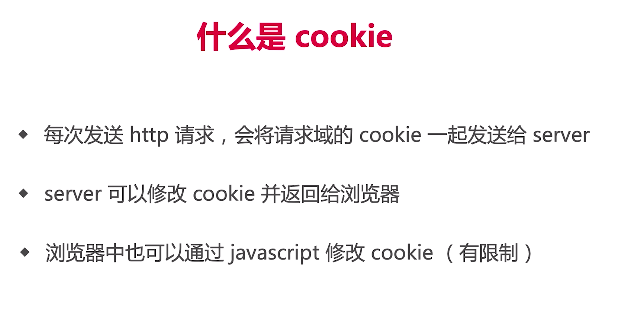 什么是 cookie
◆ 每次发送 http 请求，会将请求域的 cookie 一起发送给 server
◆ server 可以修改 cookie 并返回给浏览器
◆ 浏览器中也可以通过 javascript 修改 cookie （有限制）